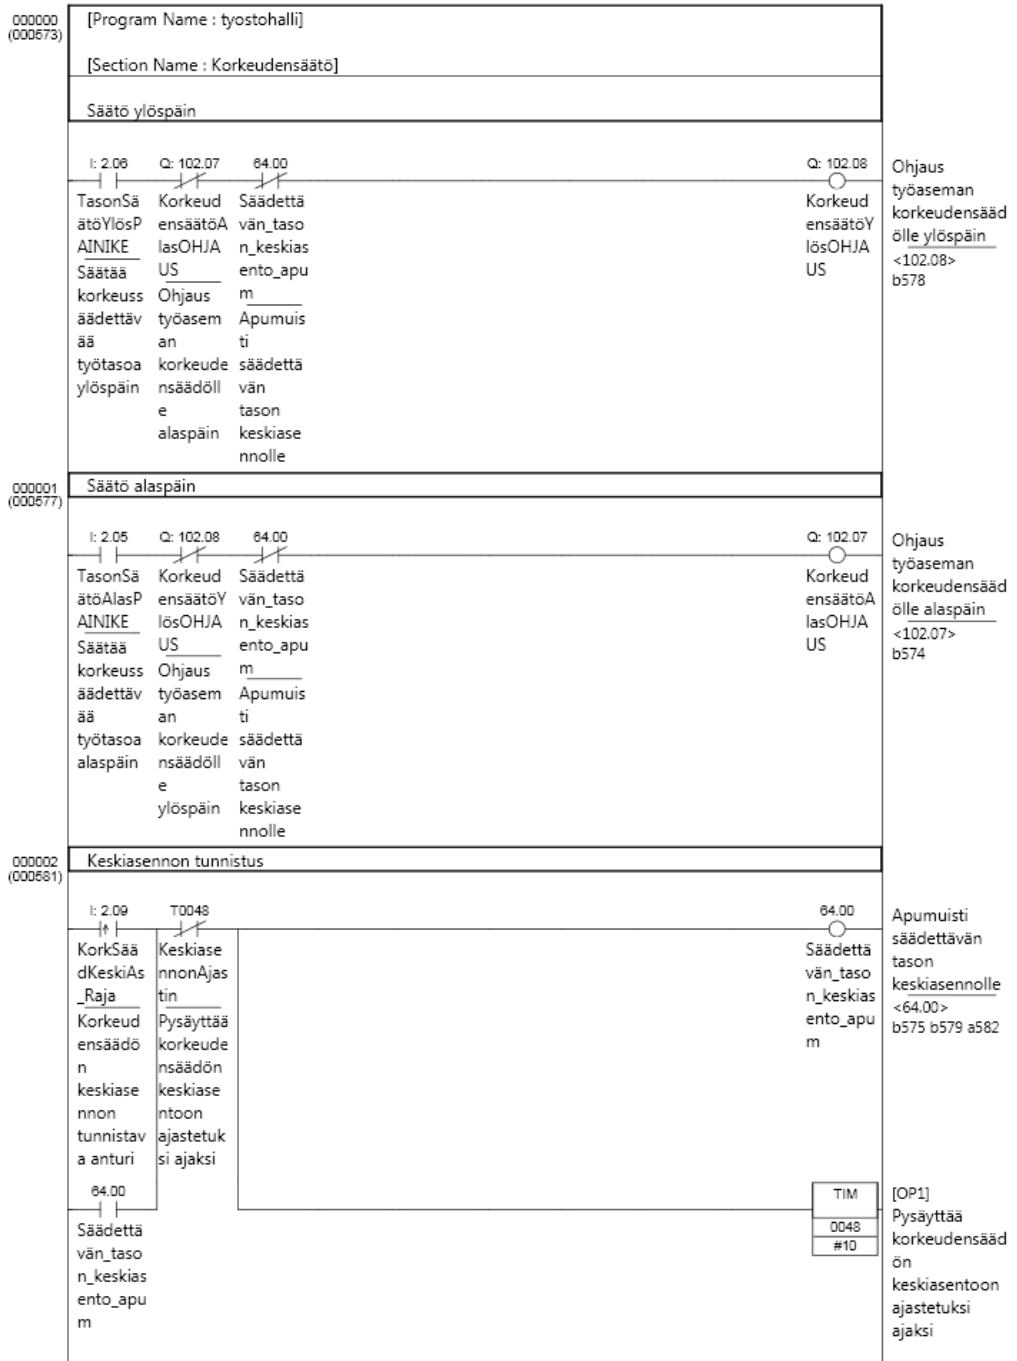 000000
(000573)
[Program Name : tyostohalli]
[Section Name : Korkeudensäätö]
Säätö ylöspäin
I: 2.06
TasonSä
ätöYlösP
AINIKE
Säätää
korkeuss
äädettäv
ää
työtasoa
ylöspäin
Q: 102.07
Korkeud
ensäätöA
lasOHJA
US
Ohjaus
työasem
an
korkeude
nsäädöll
e
alaspäin
64.00
Säädettä
vän_taso
n_keskias
ento_apu
m
Apumuis
ti
säädettä
vän
tason
keskiase
nnolle
Q: 102.08
Korkeud
ensäätöY
lösOHJA
US
Ohjaus
työaseman
korkeudensääd
ölle ylöspäin
<102.08>
b578
000001
(000577)
Säätö alaspäin
I: 2.05
TasonSä
ätöAlasP
AINIKE
Säätää
korkeuss
äädettäv
ää
työtasoa
alaspäin
Q: 102.08
Korkeud
ensäätöY
lösOHJA
US
Ohjaus
työasem
an
korkeude
nsäädöll
e
ylöspäin
64.00
Säädettä
vän_taso
n_keskias
ento_apu
m
Apumuis
ti
säädettä
vän
tason
keskiase
nnolle
Q: 102.07
Korkeud
ensäätöA
lasOHJA
US
Ohjaus
työaseman
korkeudensääd
ölle alaspäin
<102.07>
b574
000002
(000581)
Keskiasennon tunnistus
I: 2.09
KorkSää
dKeskiAs
_Raja
Korkeud
ensäädö
n
keskiase
nnon
tunnistav
a anturi
T0048
Keskiase
nnonAjas
tin
Pysäyttää
korkeude
nsäädön
keskiase
ntoon
ajastetuk
si ajaksi
64.00
Säädettä
vän_taso
n_keskias
ento_apu
m
Apumuisti
säädettävän
tason
keskiasennolle
<64.00>
b575 b579 a582
64.00
Säädettä
vän_taso
n_keskias
ento_apu
m
TIM
0048
#10
[OP1]
Pysäyttää
korkeudensääd
ön
keskiasentoon
ajastetuksi
ajaksi